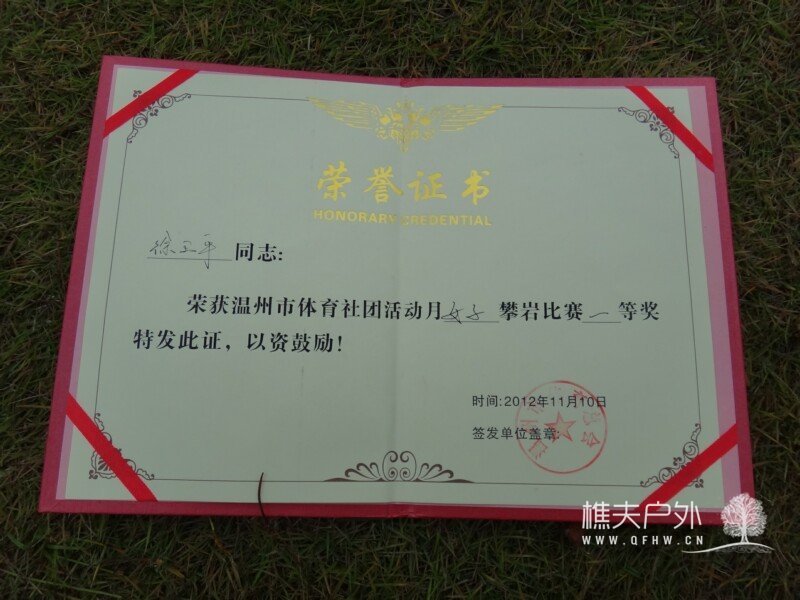 荣誉证书
HONORARY CREDENTIAL
徐卫平同志:
荣获温州市体育社团活动月女子攀岩比赛一等奖
特发此证，以资鼓励！
时间:2012年11月10日
签发单位盖章:
樵夫户外
WWW.QFHW.CN